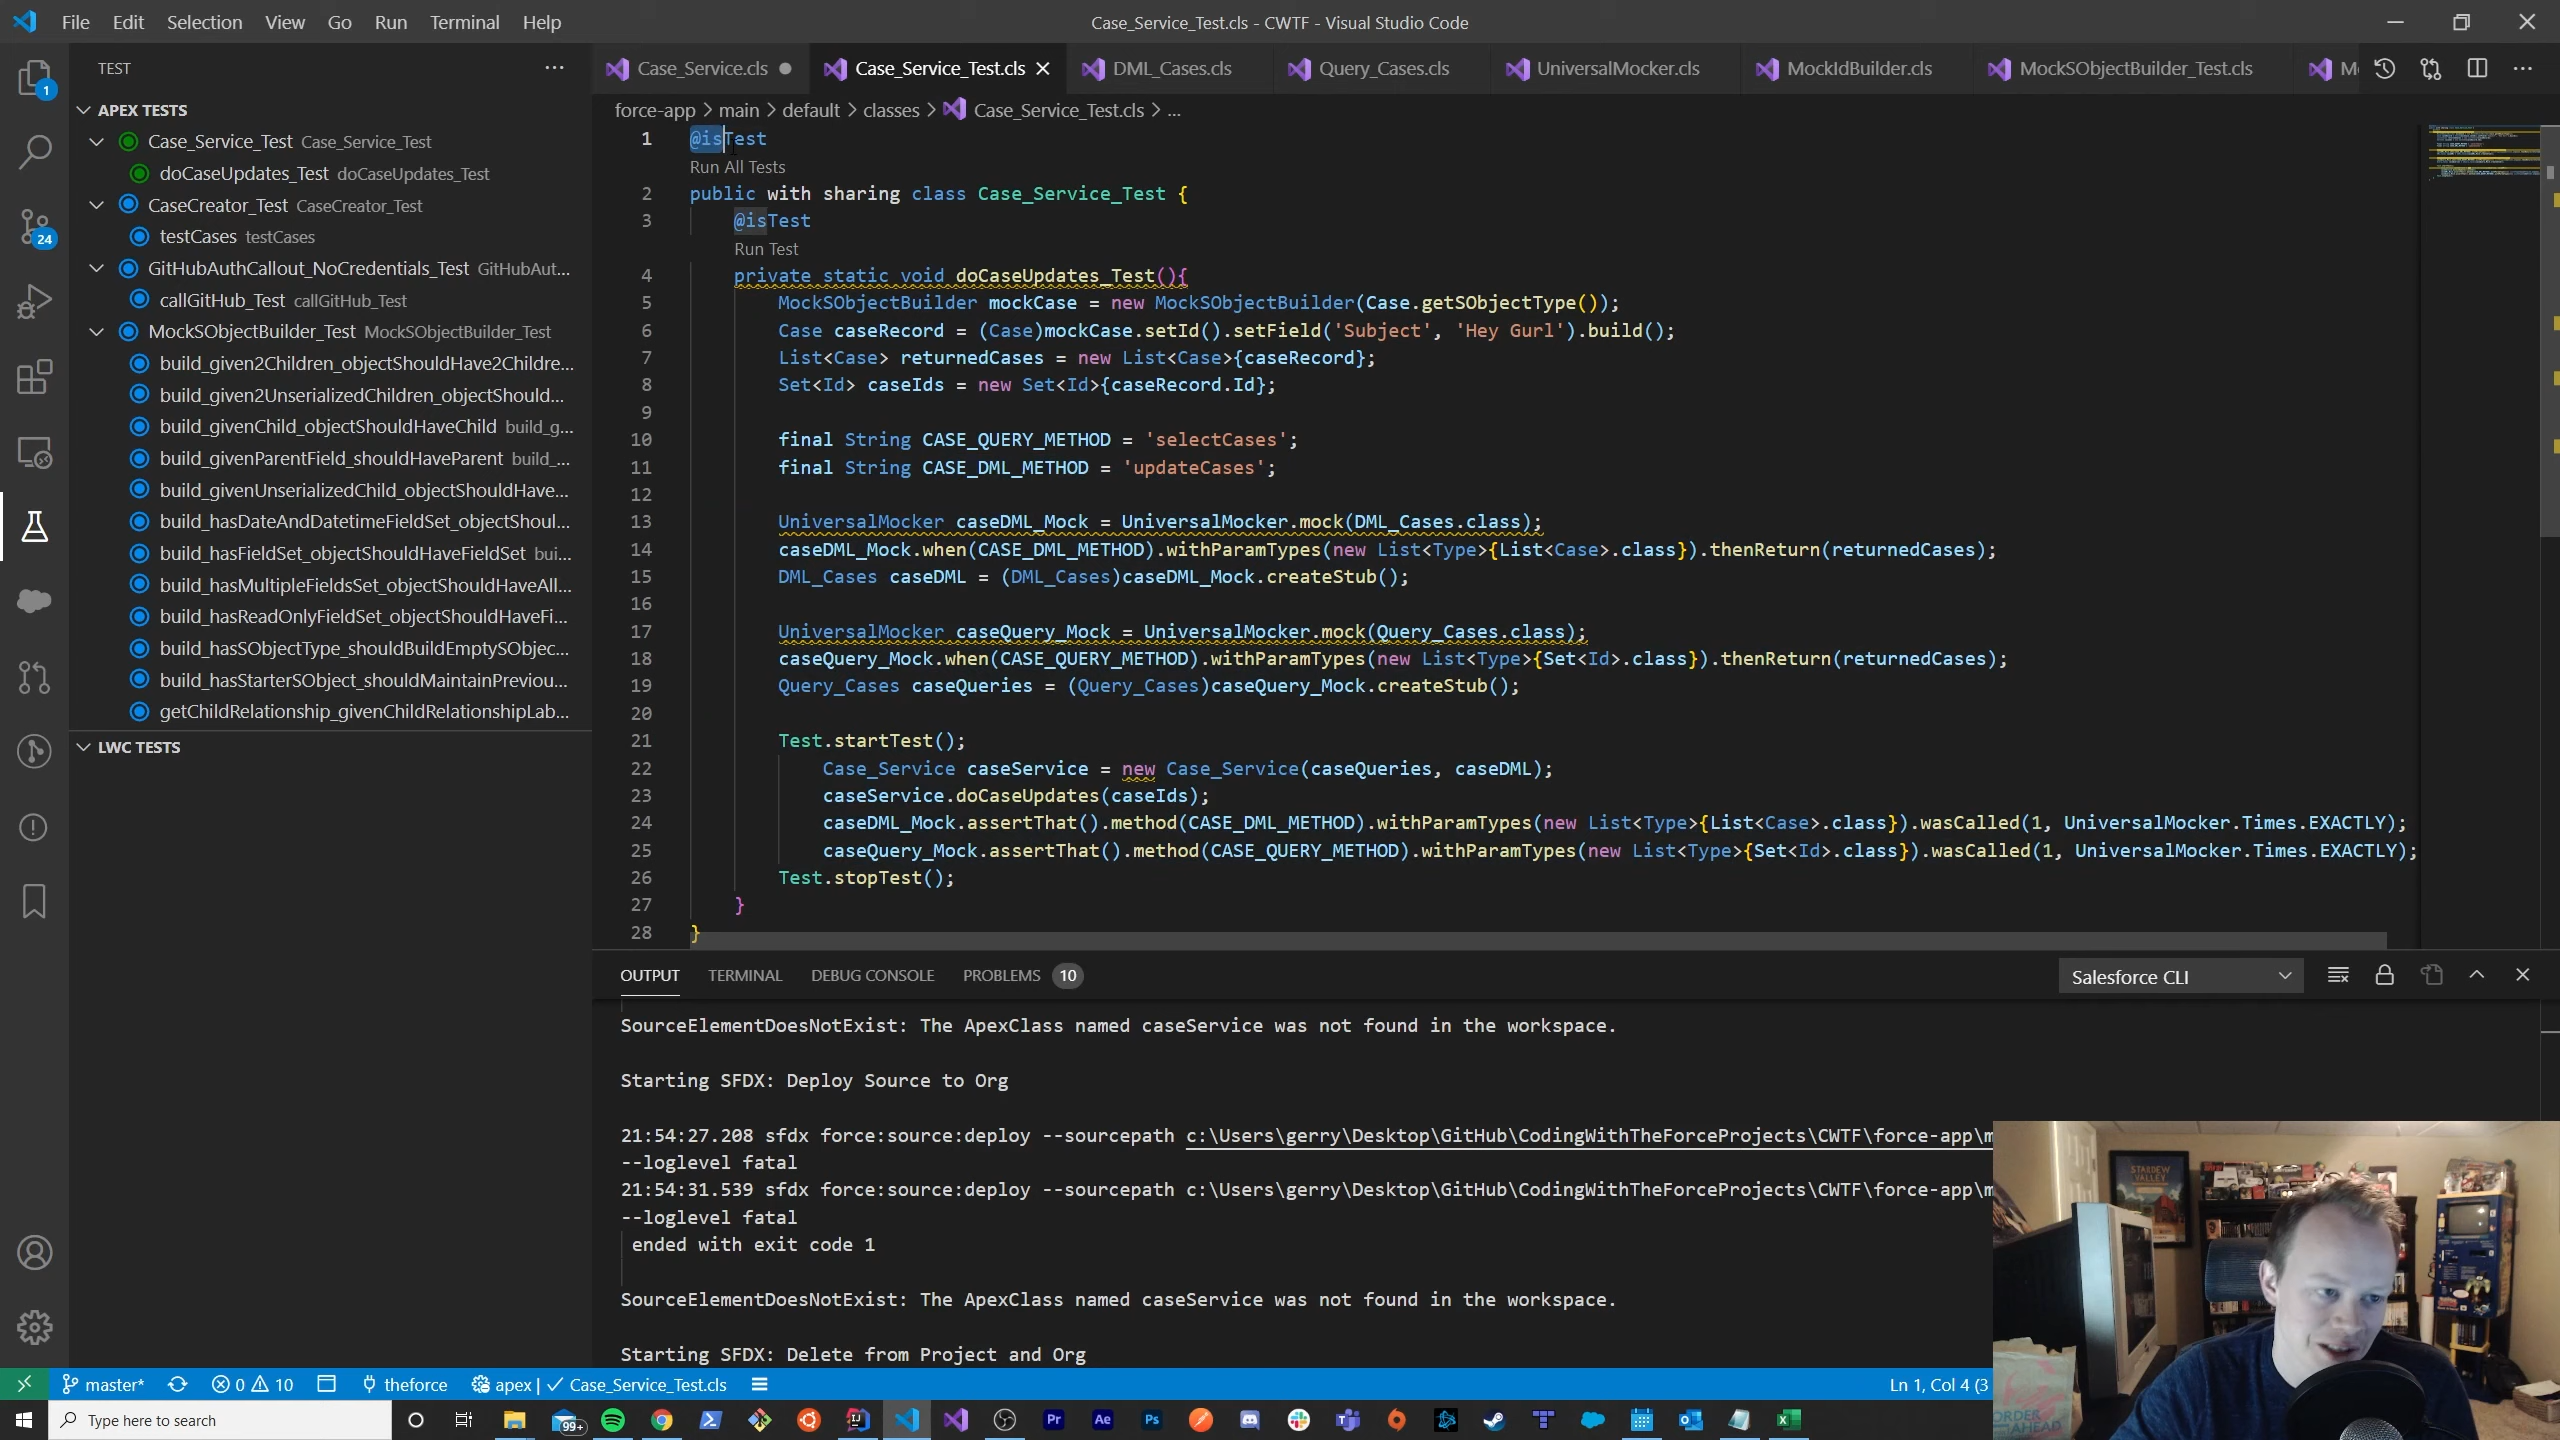 File Edit Selection View Go Run Terminal Help
Case_Service_Test.cls - CWTF - Visual Studio Code
TEST
Case_Service.cls
Case_Service_Test.cls
DML_Cases.cls
Query_Cases.cls
UniversalMocker.cls
MockIdBuilder.cls
MockSObjectBuilder_Test.cls
1
24
APEX TESTS
Case_Service_Test Case_Service_Test
doCaseUpdates_Test doCaseUpdates_Test
CaseCreator_Test CaseCreator_Test
testCases testCases
GitHubAuthCallout_NoCredentials_Test GitHubAut...
callGitHub_Test callGitHub_Test
MockSObjectBuilder_Test MockSObjectBuilder_Test
build_given2Children_objectShouldHave2Childre...
build_given2UnserializedChildren_objectShould...
build_givenChild_objectShouldHaveChild build_g...
build_givenParentField_shouldHaveParent build_...
build_givenUnserializedChild_objectShouldHave...
build_hasDateAndDatetimeFieldSet_objectShoul...
build_hasFieldSet_objectShouldHaveFieldSet bui...
build_hasMultipleFieldsSet_objectShouldHaveAll...
build_hasReadOnlyFieldSet_objectShouldHaveFi...
build_hasSObjectType_shouldBuildEmptySObjec...
build_hasStarterSObject_shouldMaintainPreviou...
getChildRelationship_givenChildRelationshipLab...
LWC TESTS
force-app > main > default > classes > Case_Service_Test.cls > ...
1 @isTest
Run All Tests
2 public with sharing class Case_Service_Test {
3 @isTest
Run Test
4 private static void doCaseUpdates_Test(){
5 MockSObjectBuilder mockCase = new MockSObjectBuilder(Case.getSObjectType());
6 Case caseRecord = (Case)mockCase.setId().setField('Subject', 'Hey Gurl').build();
7 List<Case> returnedCases = new List<Case>{caseRecord};
8 Set<Id> caseIds = new Set<Id>{caseRecord.Id};
9
10 final String CASE_QUERY_METHOD = 'selectCases';
11 final String CASE_DML_METHOD = 'updateCases';
12
13 UniversalMocker caseDML_Mock = UniversalMocker.mock(DML_Cases.class);
14 caseDML_Mock.when(CASE_DML_METHOD).withParamTypes(new List<Type>{List<Case>.class}).thenReturn(returnedCases);
15 DML_Cases caseDML = (DML_Cases)caseDML_Mock.createStub();
16
17 UniversalMocker caseQuery_Mock = UniversalMocker.mock(Query_Cases.class);
18 caseQuery_Mock.when(CASE_QUERY_METHOD).withParamTypes(new List<Type>{Set<Id>.class}).thenReturn(returnedCases);
19 Query_Cases caseQueries = (Query_Cases)caseQuery_Mock.createStub();
20
21 Test.startTest();
22 Case_Service caseService = new Case_Service(caseQueries, caseDML);
23 caseService.doCaseUpdates(caseIds);
24 caseDML_Mock.assertThat().method(CASE_DML_METHOD).withParamTypes(new List<Type>{List<Case>.class}).wasCalled(1, UniversalMocker.Times.EXACTLY);
25 caseQuery_Mock.assertThat().method(CASE_QUERY_METHOD).withParamTypes(new List<Type>{Set<Id>.class}).wasCalled(1, UniversalMocker.Times.EXACTLY);
26 Test.stopTest();
27 }
28 }
OUTPUT TERMINAL DEBUG CONSOLE PROBLEMS 10
Salesforce CLI
SourceElementDoesNotExist: The ApexClass named caseService was not found in the workspace.
Starting SFDX: Deploy Source to Org
21:54:27.208 sfdx force:source:deploy --sourcepath c:\Users\gerry\Desktop\GitHub\CodingWithTheForceProjects\CWTF\force-app\m
--loglevel fatal
21:54:31.539 sfdx force:source:deploy --sourcepath c:\Users\gerry\Desktop\GitHub\CodingWithTheForceProjects\CWTF\force-app\m
--loglevel fatal
ended with exit code 1
SourceElementDoesNotExist: The ApexClass named caseService was not found in the workspace.
Starting SFDX: Delete from Project and Org
STARDEW
VALLEY
ORDER
AHEAD
master* 0 10 theforce apex | Case_Service_Test.cls
Ln 1, Col 4 (3
Type here to search
99+
Pr Ae Ps